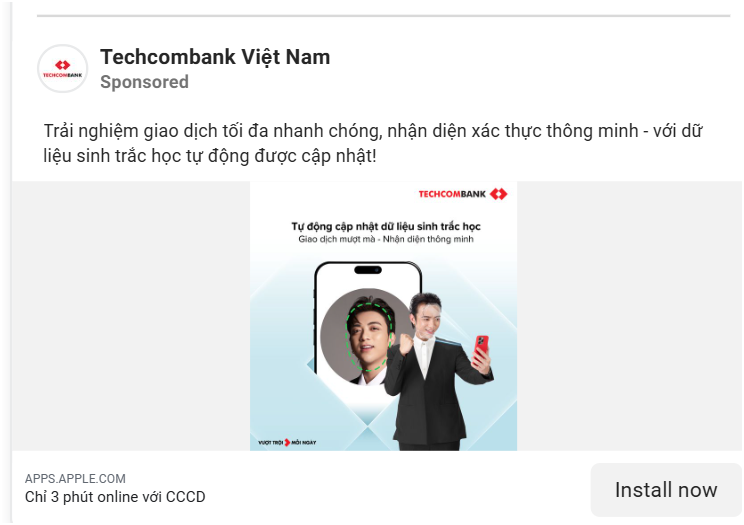 Techcombank Việt Nam
Sponsored
Trải nghiệm giao dịch tối đa nhanh chóng, nhận diện xác thực thông minh - với dữ
liệu sinh trắc học tự động được cập nhật!
TECHCOMBANK
TECHCOMBANK
Tự động cập nhật dữ liệu sinh trắc học
Giao dịch mượt mà - Nhận diện thông minh
VƯỢT TRỘI MỖI NGÀY
APPS.APPLE.COM
Chỉ 3 phút online với CCCD
Install now